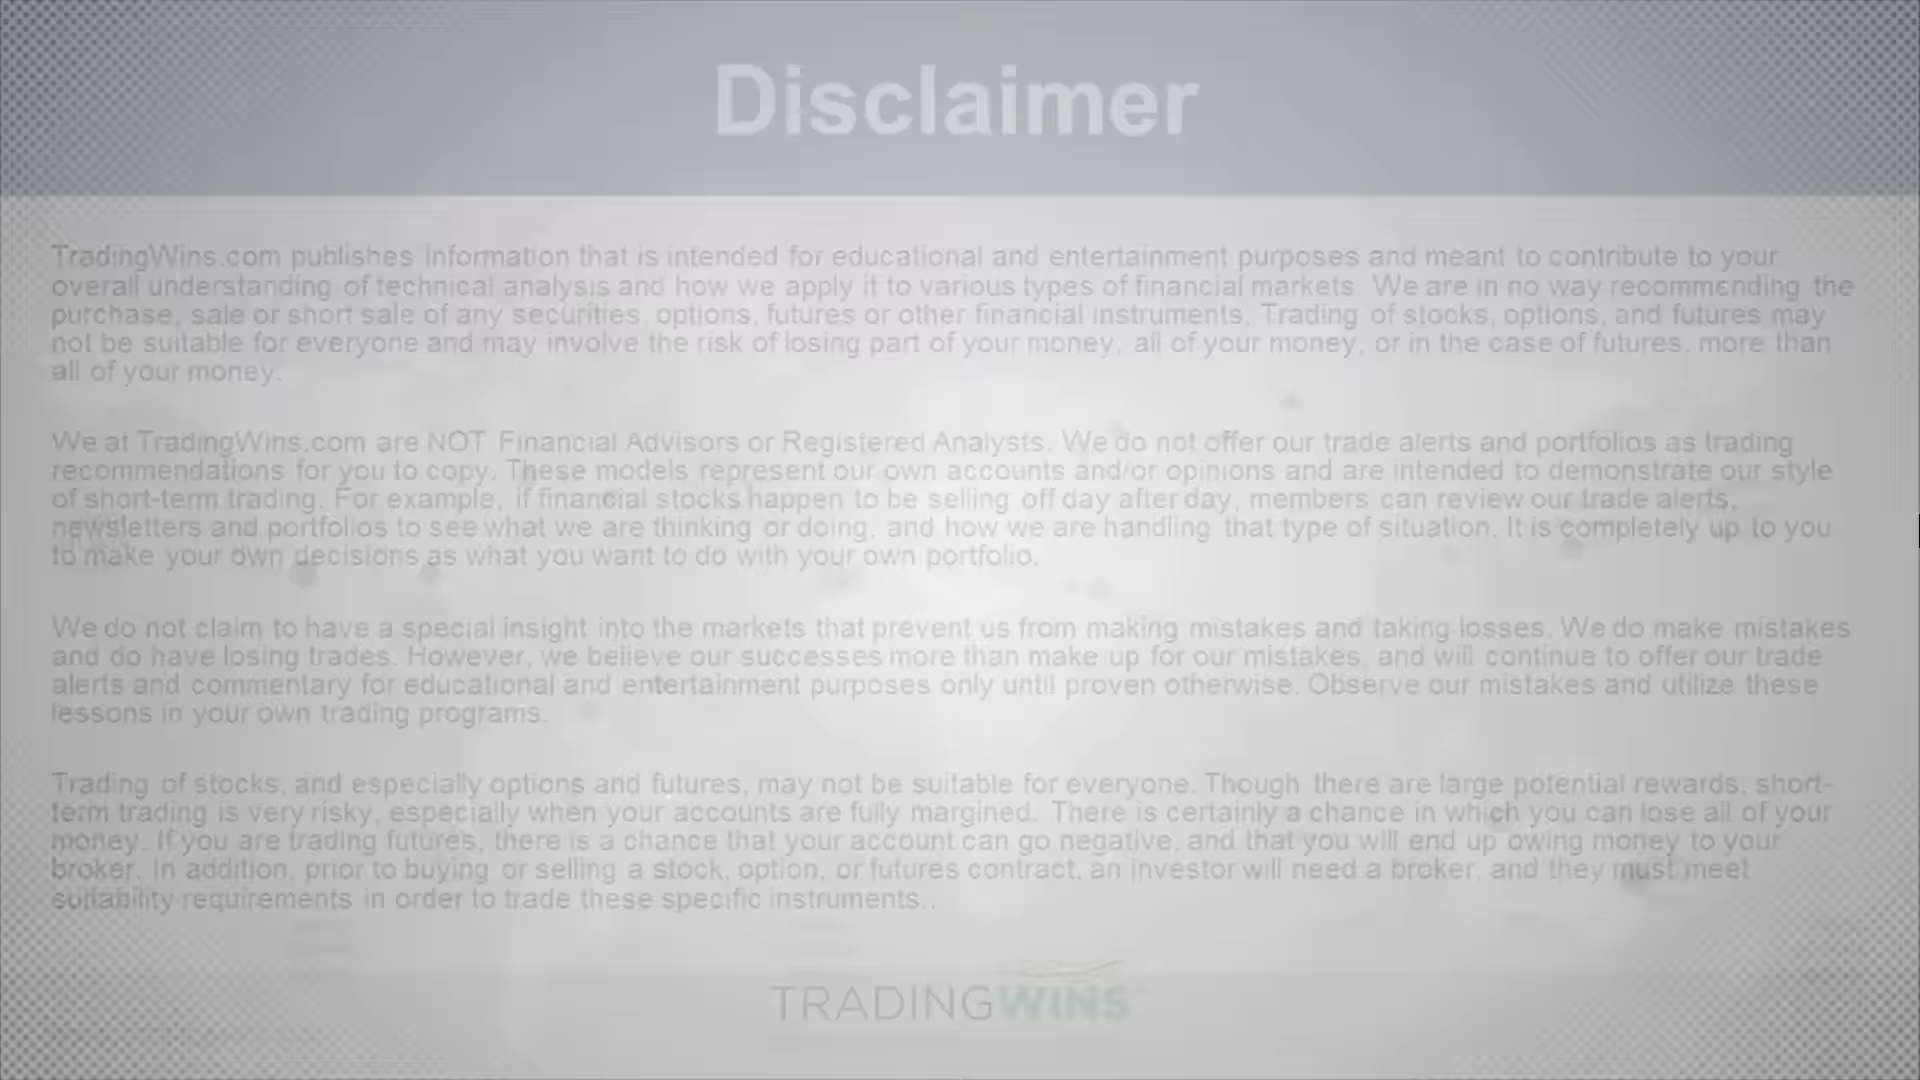 Disclaimer
TradingWins.com publishes information that is intended for educational and entertainment purposes and meant to contribute to your
overall understanding of technical analysis and how we apply it to various types of financial markets. We are in no way recommending the
purchase, sale or short sale of any securities, options, futures or other financial instruments. Trading of stocks, options, and futures may
not be suitable for everyone and may involve the risk of losing part of your money, all of your money, or in the case of futures, more than
all of your money.
We at TradingWins.com are NOT Financial Advisors or Registered Analysts. We do not offer our trade alerts and portfolios as trading
recommendations for you to copy. These models represent our own accounts and/or opinions and are intended to demonstrate our style
of short-term trading. For example, if financial stocks happen to be selling off day after day, members can review our trade alerts,
newsletters and portfolios to see what we are thinking or doing, and how we are handling that type of situation. It is completely up to you
to make your own decisions as what you want to do with your own portfolio.
We do not claim to have a special insight into the markets that prevent us from making mistakes and taking losses. We do make mistakes
and do have losing trades. However, we believe our successes more than make up for our mistakes, and will continue to offer our trade
alerts and commentary for educational and entertainment purposes only until proven otherwise. Observe our mistakes and utilize these
lessons in your own trading programs.
Trading of stocks, and especially options and futures, may not be suitable for everyone. Though there are large potential rewards, short-
term trading is very risky, especially when your accounts are fully margined. There is certainly a chance in which you can lose all of your
money. If you are trading futures, there is a chance that your account can go negative, and that you will end up owing money to your
broker. In addition, prior to buying or selling a stock, option, or futures contract, an investor will need a broker, and they must meet
suitability requirements in order to trade these specific instruments..
TRADINGWINS